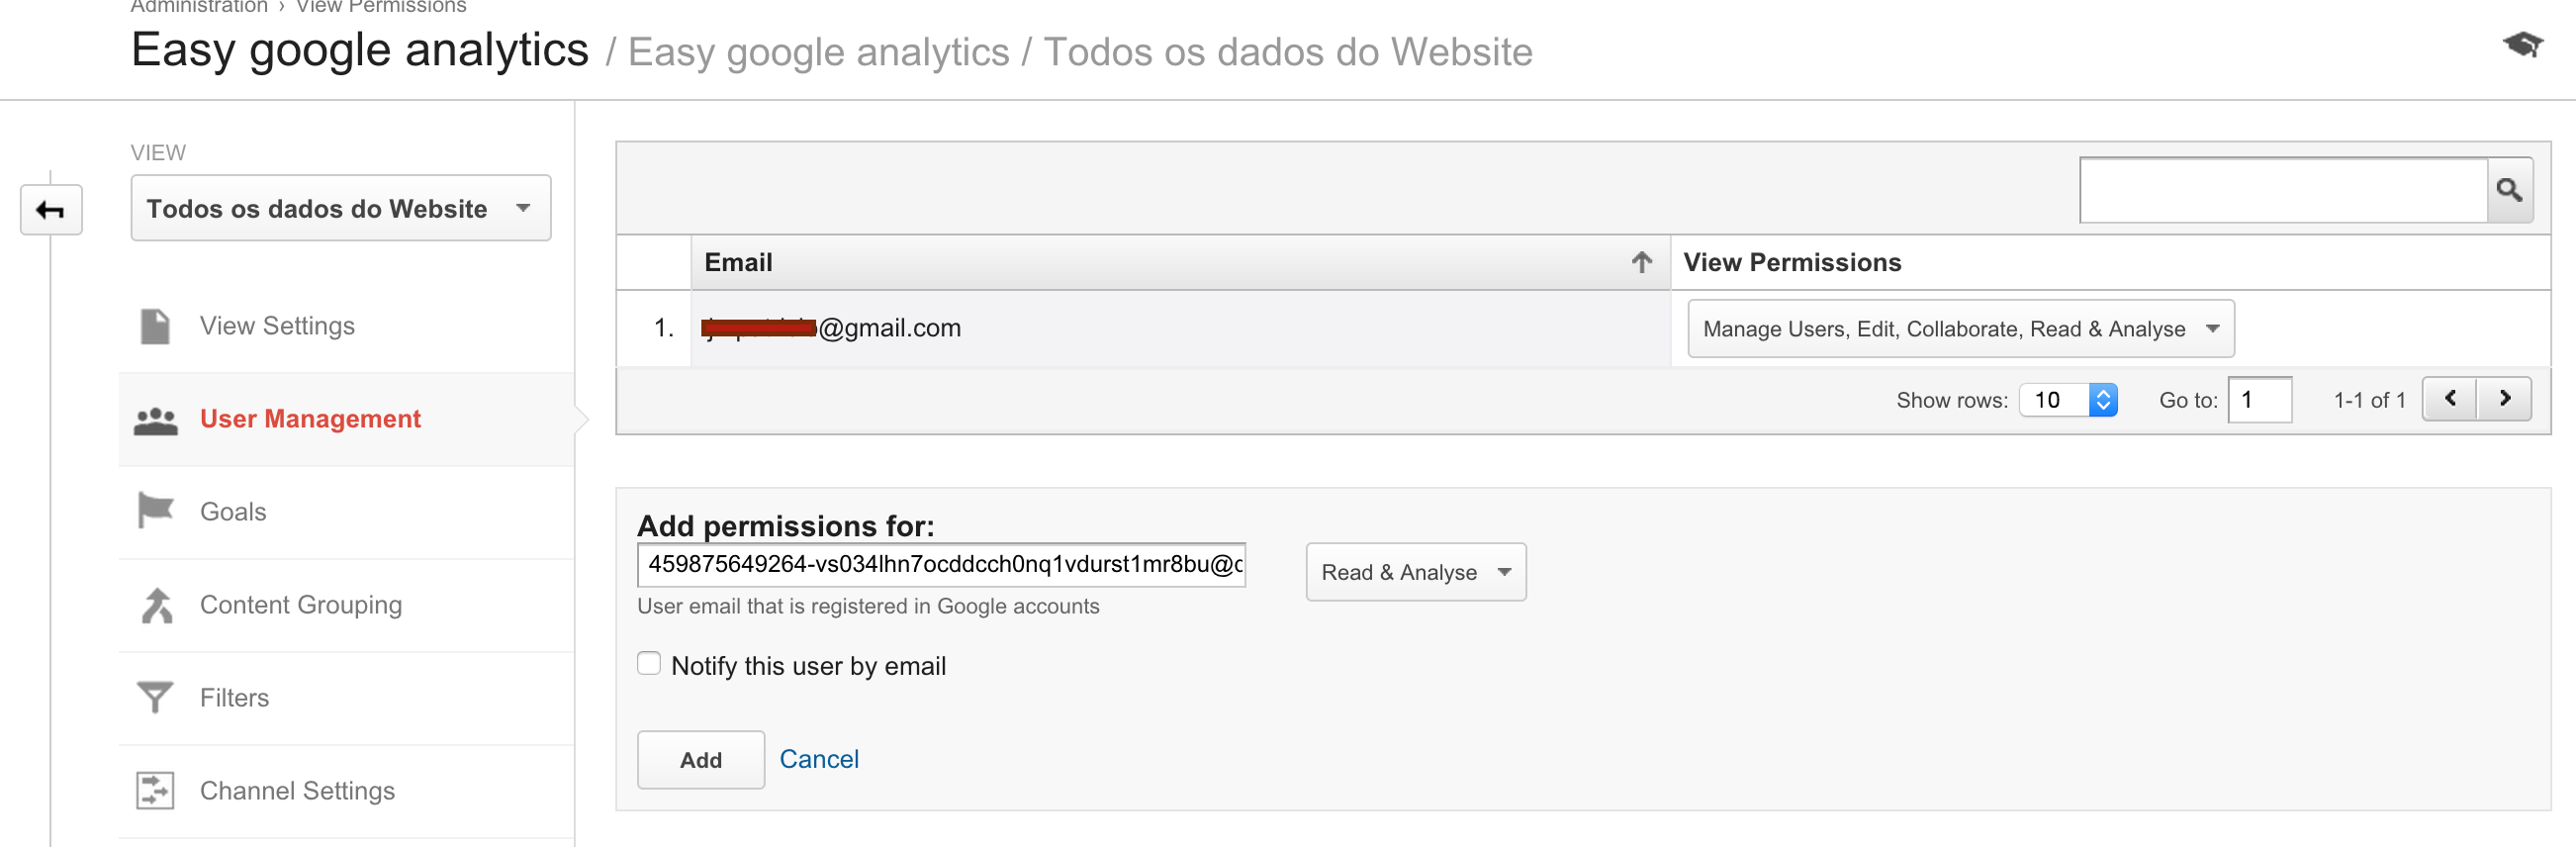 Administration › View Permissions
Easy google analytics / Easy google analytics / Todos os dados do Website
VIEW
Todos os dados do Website
View Settings
User Management
Goals
Content Grouping
Filters
Channel Settings
Email
View Permissions
1.
@gmail.com
Manage Users, Edit, Collaborate, Read & Analyse
Show rows: 10
Go to: 1
1-1 of 1
Add permissions for:
459875649264-vs034lhn7ocddcch0nq1vdurst1mr8bu@
Read & Analyse
User email that is registered in Google accounts
Notify this user by email
Add
Cancel